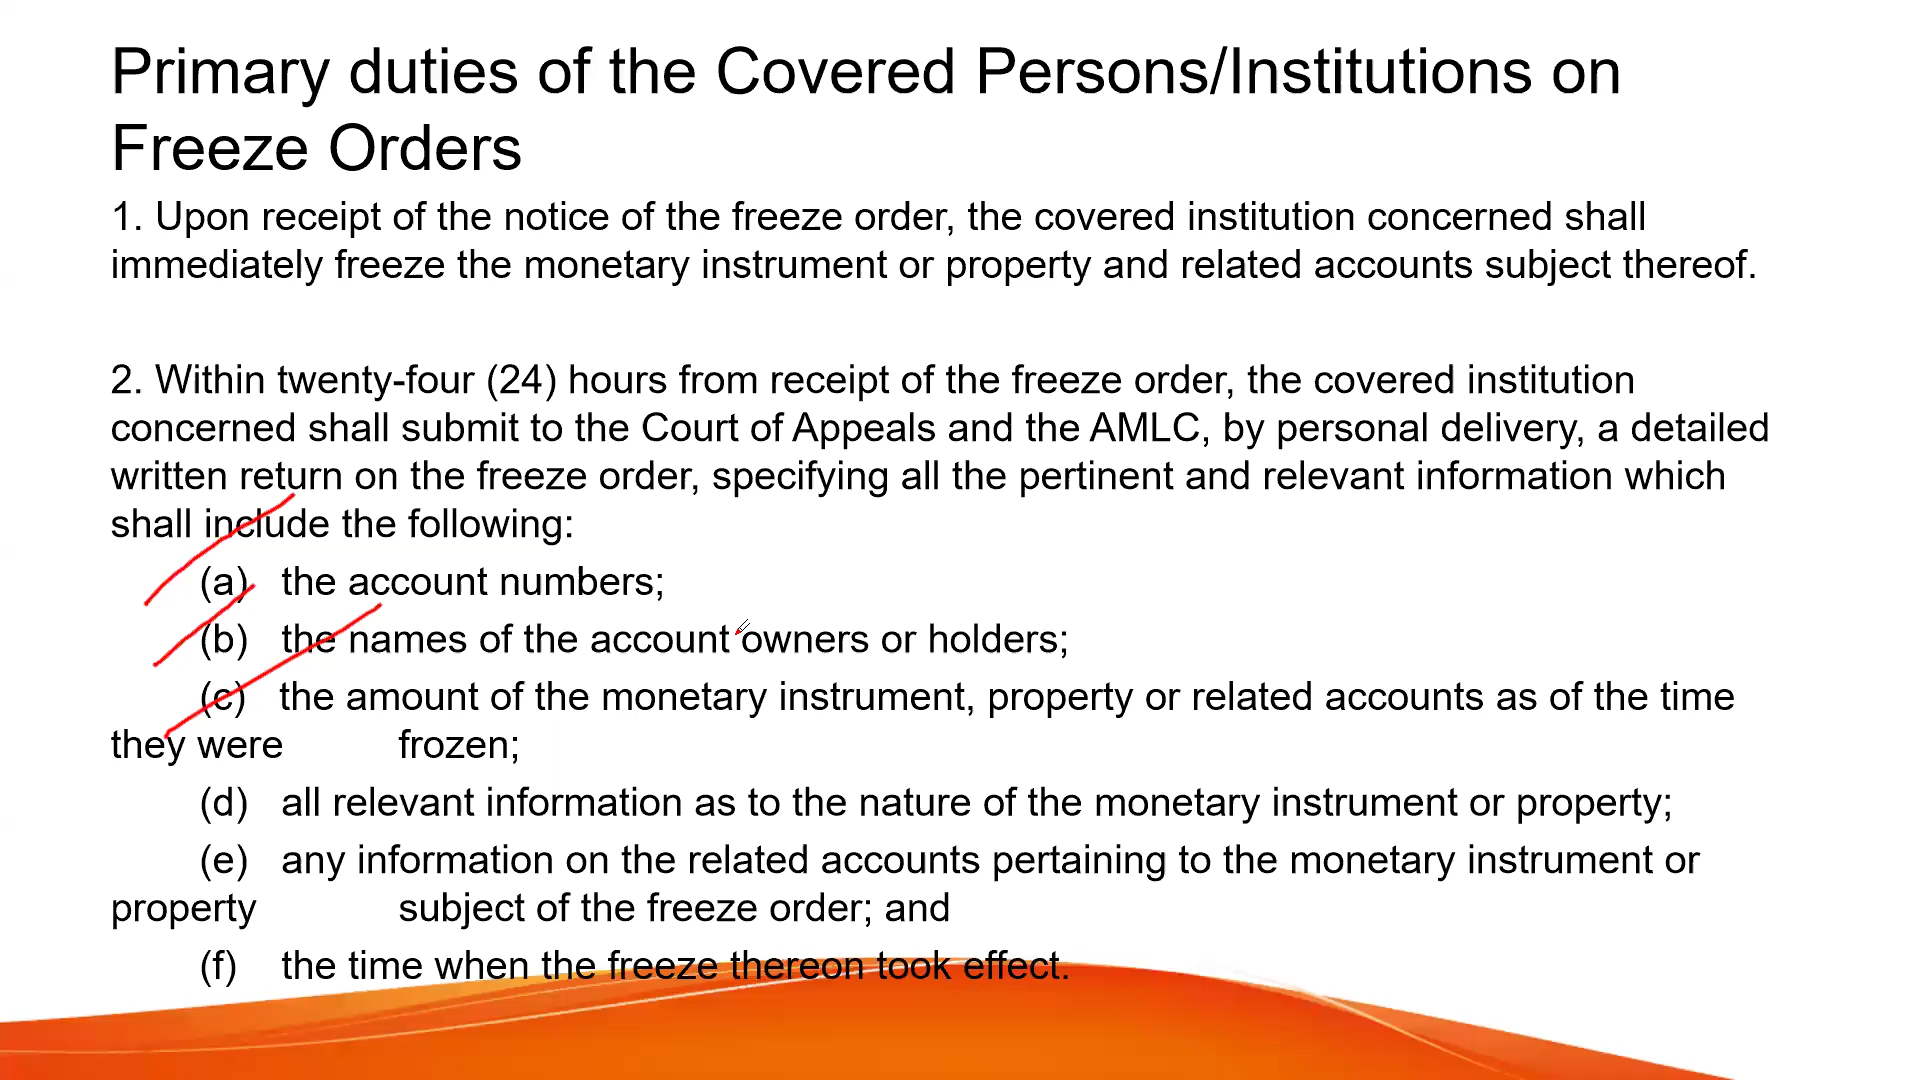 Primary duties of the Covered Persons/Institutions on
Freeze Orders
1. Upon receipt of the notice of the freeze order, the covered institution concerned shall
immediately freeze the monetary instrument or property and related accounts subject thereof.
2. Within twenty-four (24) hours from receipt of the freeze order, the covered institution
concerned shall submit to the Court of Appeals and the AMLC, by personal delivery, a detailed
written return on the freeze order, specifying all the pertinent and relevant information which
shall include the following:
(a) the account numbers;
(b) the names of the account owners or holders;
(c) the amount of the monetary instrument, property or related accounts as of the time
they were frozen;
(d) all relevant information as to the nature of the monetary instrument or property;
(e) any information on the related accounts pertaining to the monetary instrument or
property subject of the freeze order; and
(f) the time when the freeze thereon took effect.